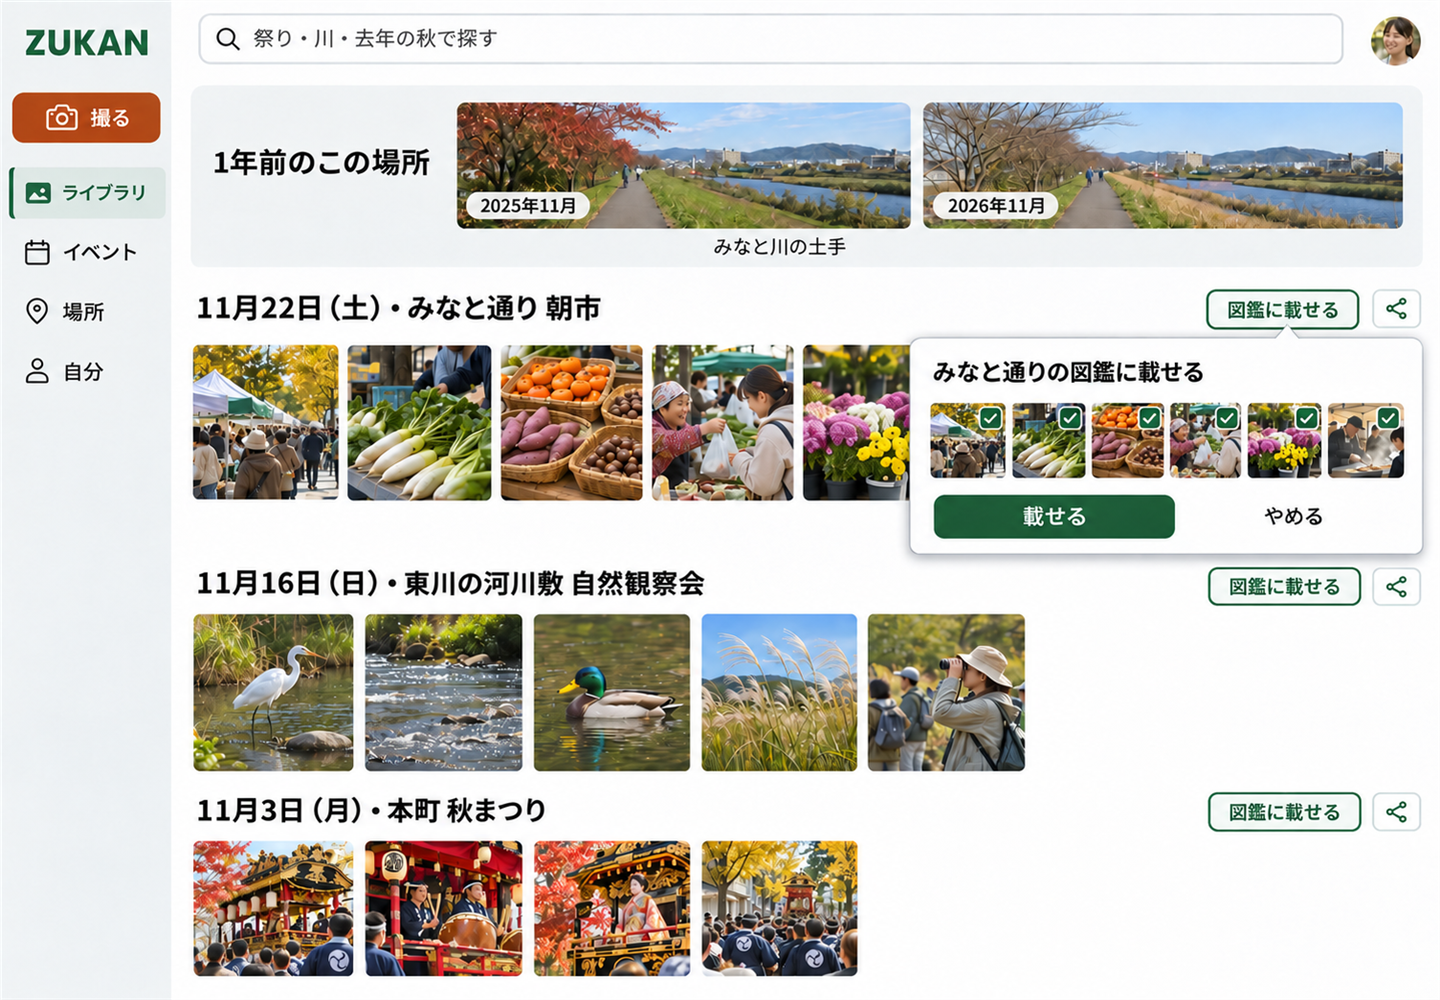 ZUKAN
撮る
ライブラリ
イベント
場所
自分
祭り・川・去年の秋で探す
1年前のこの場所
2025年11月
2026年11月
みなと川の土手
11月22日(土)・みなと通り 朝市
図鑑に載せる
みなと通りの図鑑に載せる
載せる
やめる
11月16日(日)・東川の河川敷 自然観察会
図鑑に載せる
11月3日(月)・本町 秋まつり
図鑑に載せる